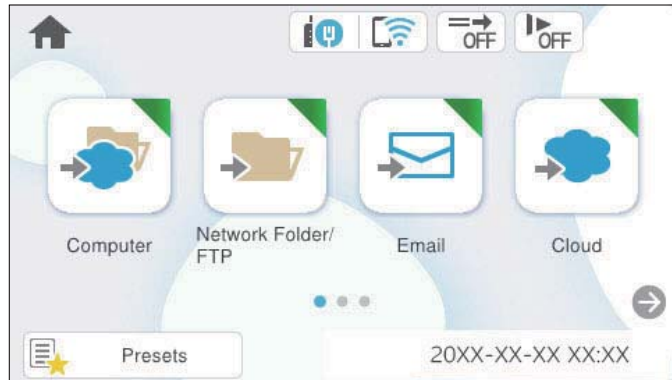 OFF
OFF
Computer
Network Folder/
FTP
Email
Cloud
Presets
20XX-XX-XX XX:XX